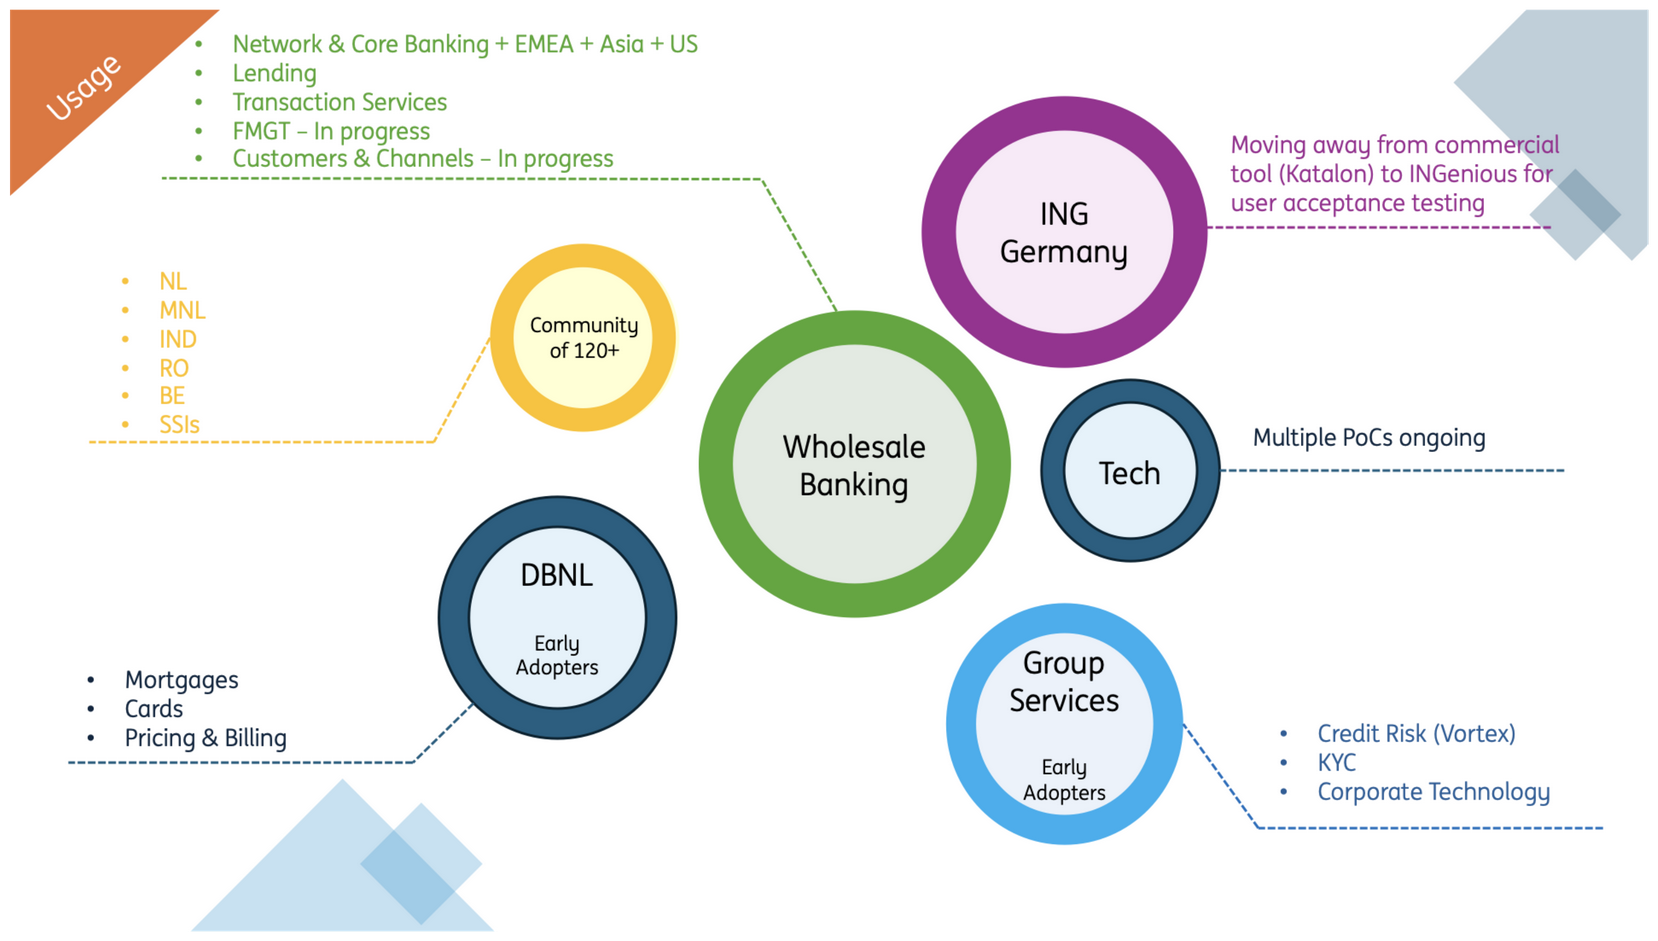 Usage
• Network & Core Banking + EMEA + Asia + US
• Lending
• Transaction Services
• FMGT – In progress
• Customers & Channels – In progress
ING
Germany
Moving away from commercial
tool (Katalon) to INGenious for
user acceptance testing
• NL
• MNL
• IND
• RO
• BE
• SSIs
Community
of 120+
Wholesale
Banking
Tech
Multiple PoCs ongoing
DBNL
Early
Adopters
• Mortgages
• Cards
• Pricing & Billing
Group
Services
Early
Adopters
• Credit Risk (Vortex)
• KYC
• Corporate Technology